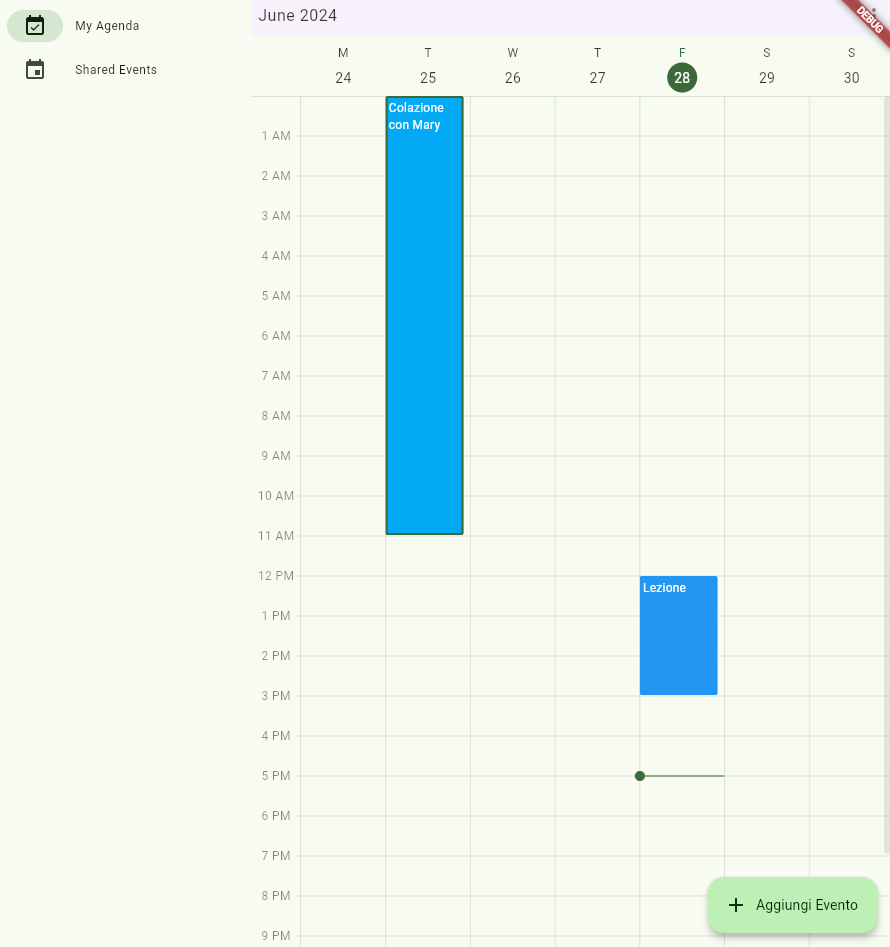 My Agenda
Shared Events
June 2024
DEBUG
M T W T F S S
24 25 26 27 28 29 30
Colazione
con Mary
1 AM
2 AM
3 AM
4 AM
5 AM
6 AM
7 AM
8 AM
9 AM
10 AM
11 AM
12 PM
Lezione
1 PM
2 PM
3 PM
4 PM
5 PM
6 PM
7 PM
8 PM
Aggiungi Evento
9 PM